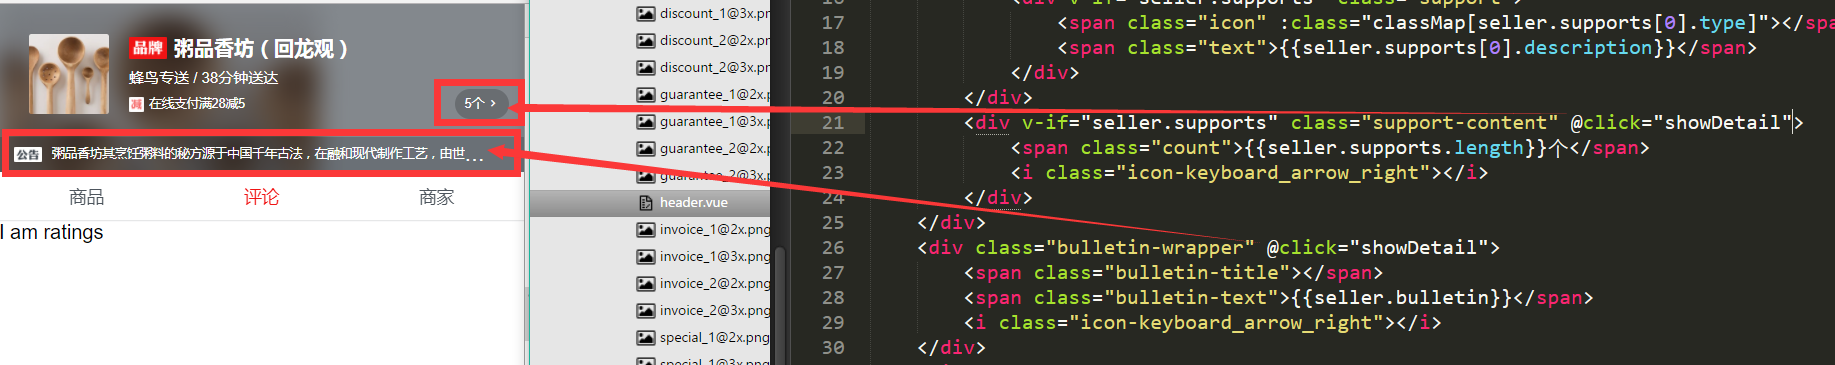 品牌 粥品香坊（回龙观）
蜂鸟专送 / 38分钟送达
减 在线支付满28减5
5个 >
公告 粥品香坊其烹饪粥料的秘方源于中国千年古法，在融和现代制作工艺，由世...
商品 评论 商家
I am ratings
discount_1@3x.pn
discount_2@2x.pn
discount_2@3x.pn
guarantee_1@2x.p
guarantee_1@3x.p
guarantee_2@2x.p
guarantee_2@3x.p
header.vue
invoice_1@2x.png
invoice_1@3x.png
invoice_2@2x.png
invoice_2@3x.png
special_1@2x.png
special_1@3x.png
16 <div v-if="seller.supports" class="support">
17 <span class="icon" :class="classMap[seller.supports[0].type]"></spa
18 <span class="text">{{seller.supports[0].description}}</span>
19 </div>
20 </div>
21 <div v-if="seller.supports" class="support-content" @click="showDetail">
22 <span class="count">{{seller.supports.length}}个</span>
23 <i class="icon-keyboard_arrow_right"></i>
24 </div>
25 </div>
26 <div class="bulletin-wrapper" @click="showDetail">
27 <span class="bulletin-title"></span>
28 <span class="bulletin-text">{{seller.bulletin}}</span>
29 <i class="icon-keyboard_arrow_right"></i>
30 </div>